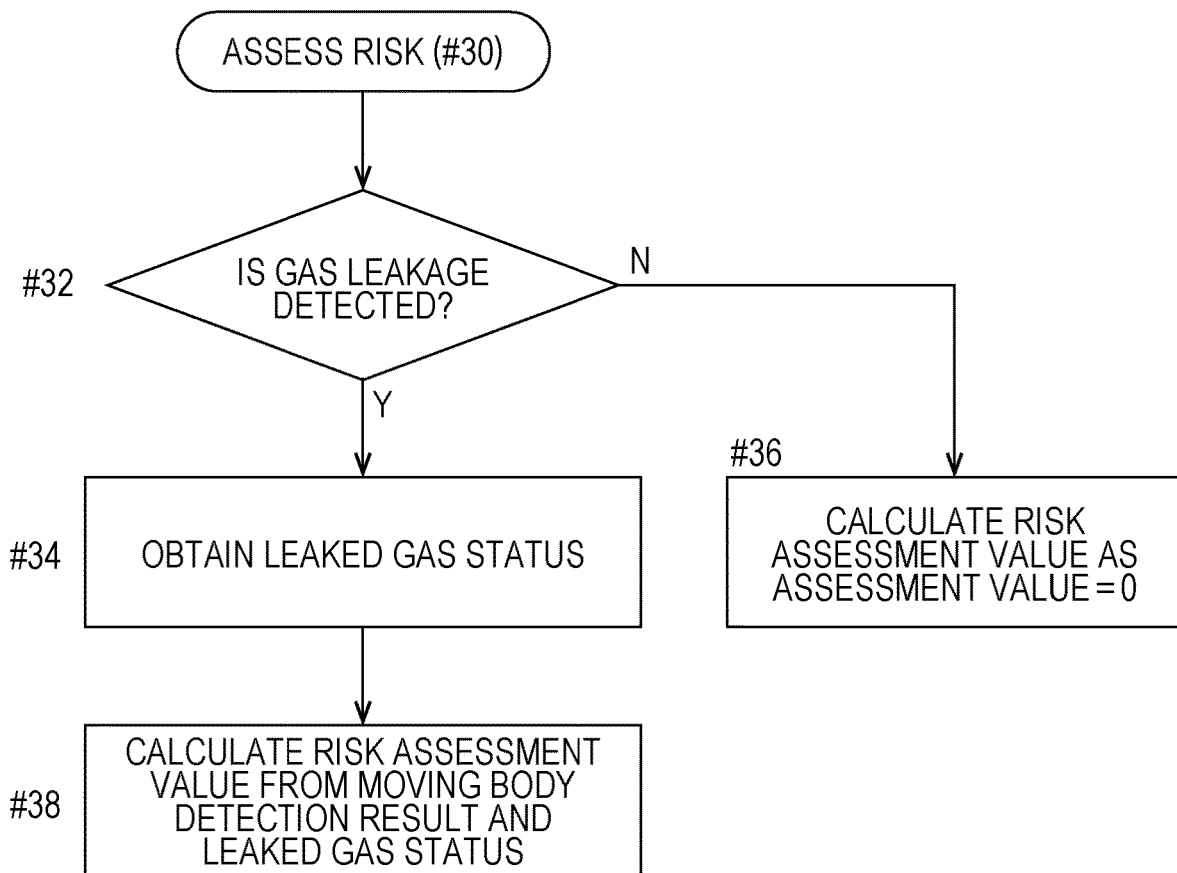 ASSESS RISK (#30)
#32
IS GAS LEAKAGE
DETECTED?
N
Y
#34
OBTAIN LEAKED GAS STATUS
#36
CALCULATE RISK
ASSESSMENT VALUE AS
ASSESSMENT VALUE = 0
#38
CALCULATE RISK ASSESSMENT
VALUE FROM MOVING BODY
DETECTION RESULT AND
LEAKED GAS STATUS